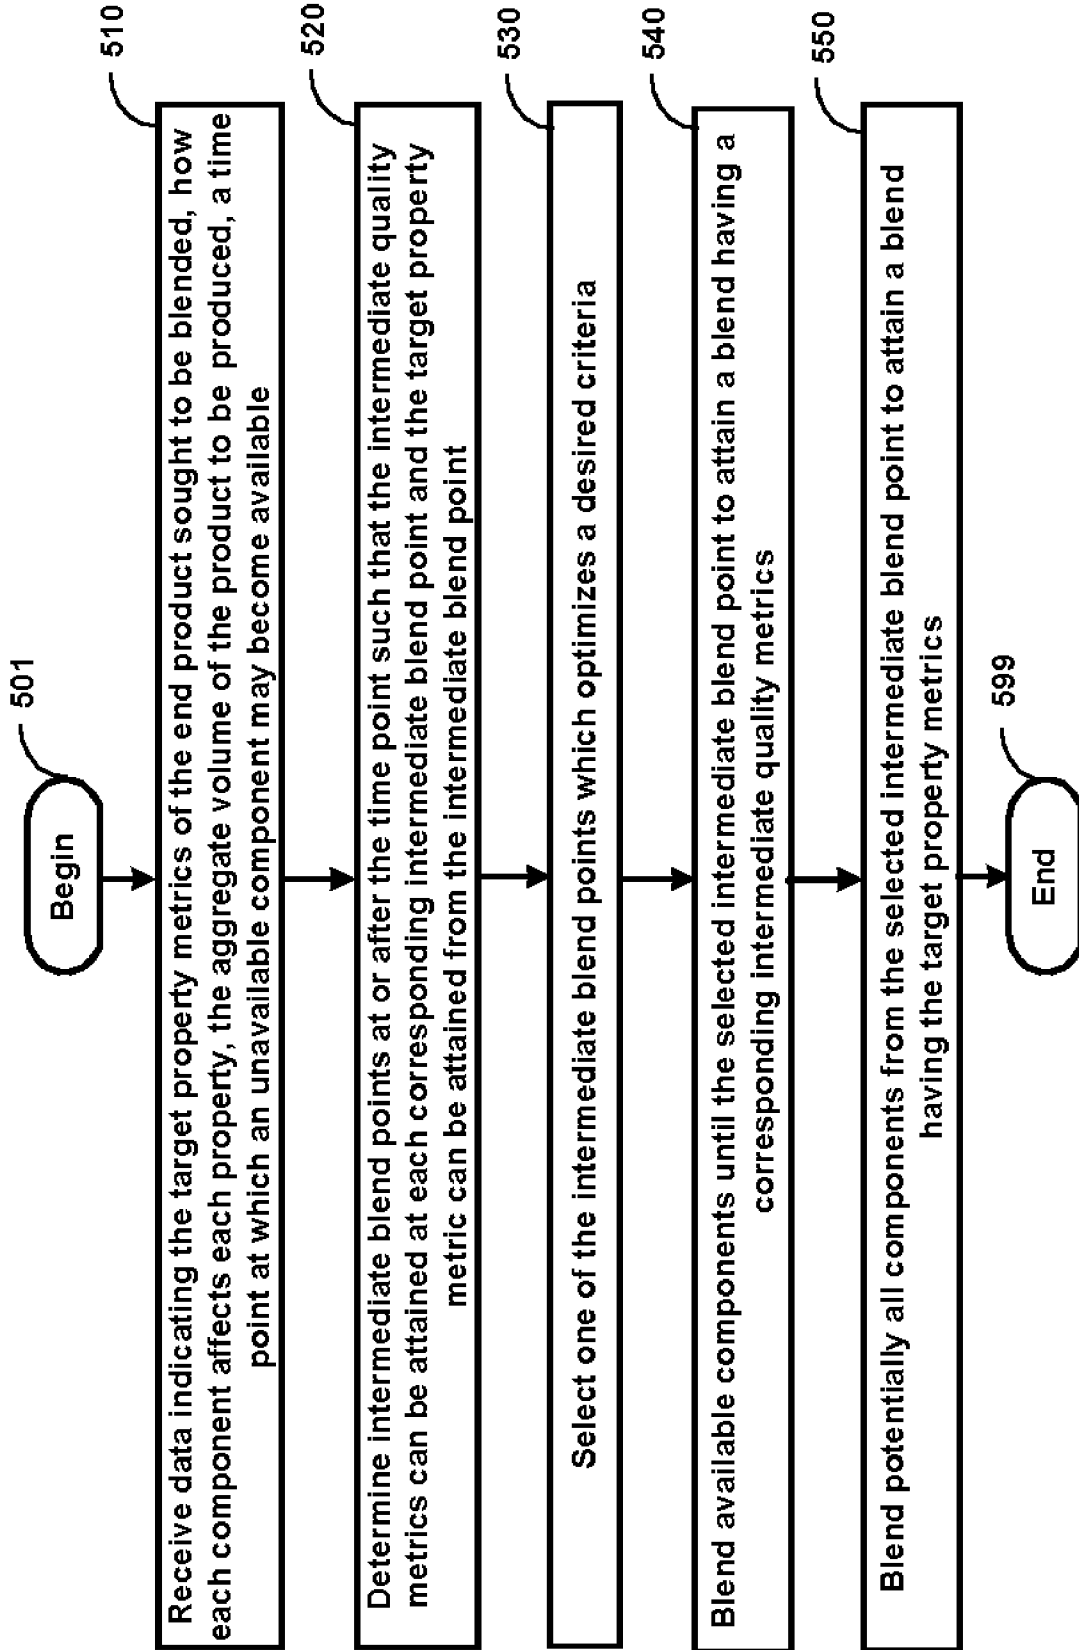 501
Begin
510
Receive data indicating the target property metrics of the end product sought to be blended, how
each component affects each property, the aggregate volume of the product to be produced, a time
point at which an unavailable component may become available
520
Determine intermediate blend points at or after the time point such that the intermediate quality
metrics can be attained at each corresponding intermediate blend point and the target property
metric can be attained from the intermediate blend point
530
Select one of the intermediate blend points which optimizes a desired criteria
540
Blend available components until the selected intermediate blend point to attain a blend having a
corresponding intermediate quality metrics
550
Blend potentially all components from the selected intermediate blend point to attain a blend
having the target property metrics
599
End